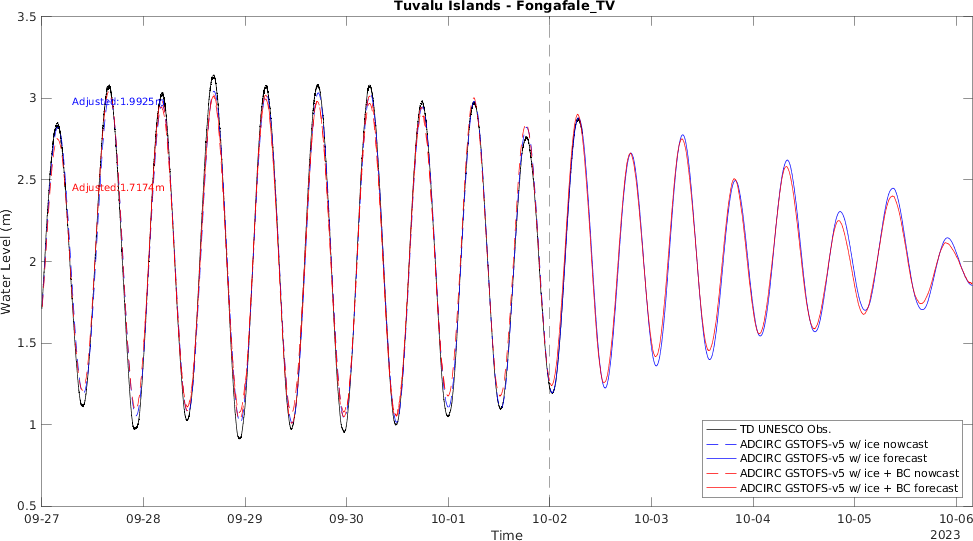 Tuvalu Islands - Fongafale_TV
3.5
3
2.5
2
1.5
1
0.5
Water Level (m)
Adjusted:1.9925m
Adjusted:1.7174m
TD UNESCO Obs.
ADCIRC GSTOFS-v5 w/ ice nowcast
ADCIRC GSTOFS-v5 w/ ice forecast
ADCIRC GSTOFS-v5 w/ ice + BC nowcast
ADCIRC GSTOFS-v5 w/ ice + BC forecast
09-27 09-28 09-29 09-30 10-01 10-02 10-03 10-04 10-05 10-06
Time
2023